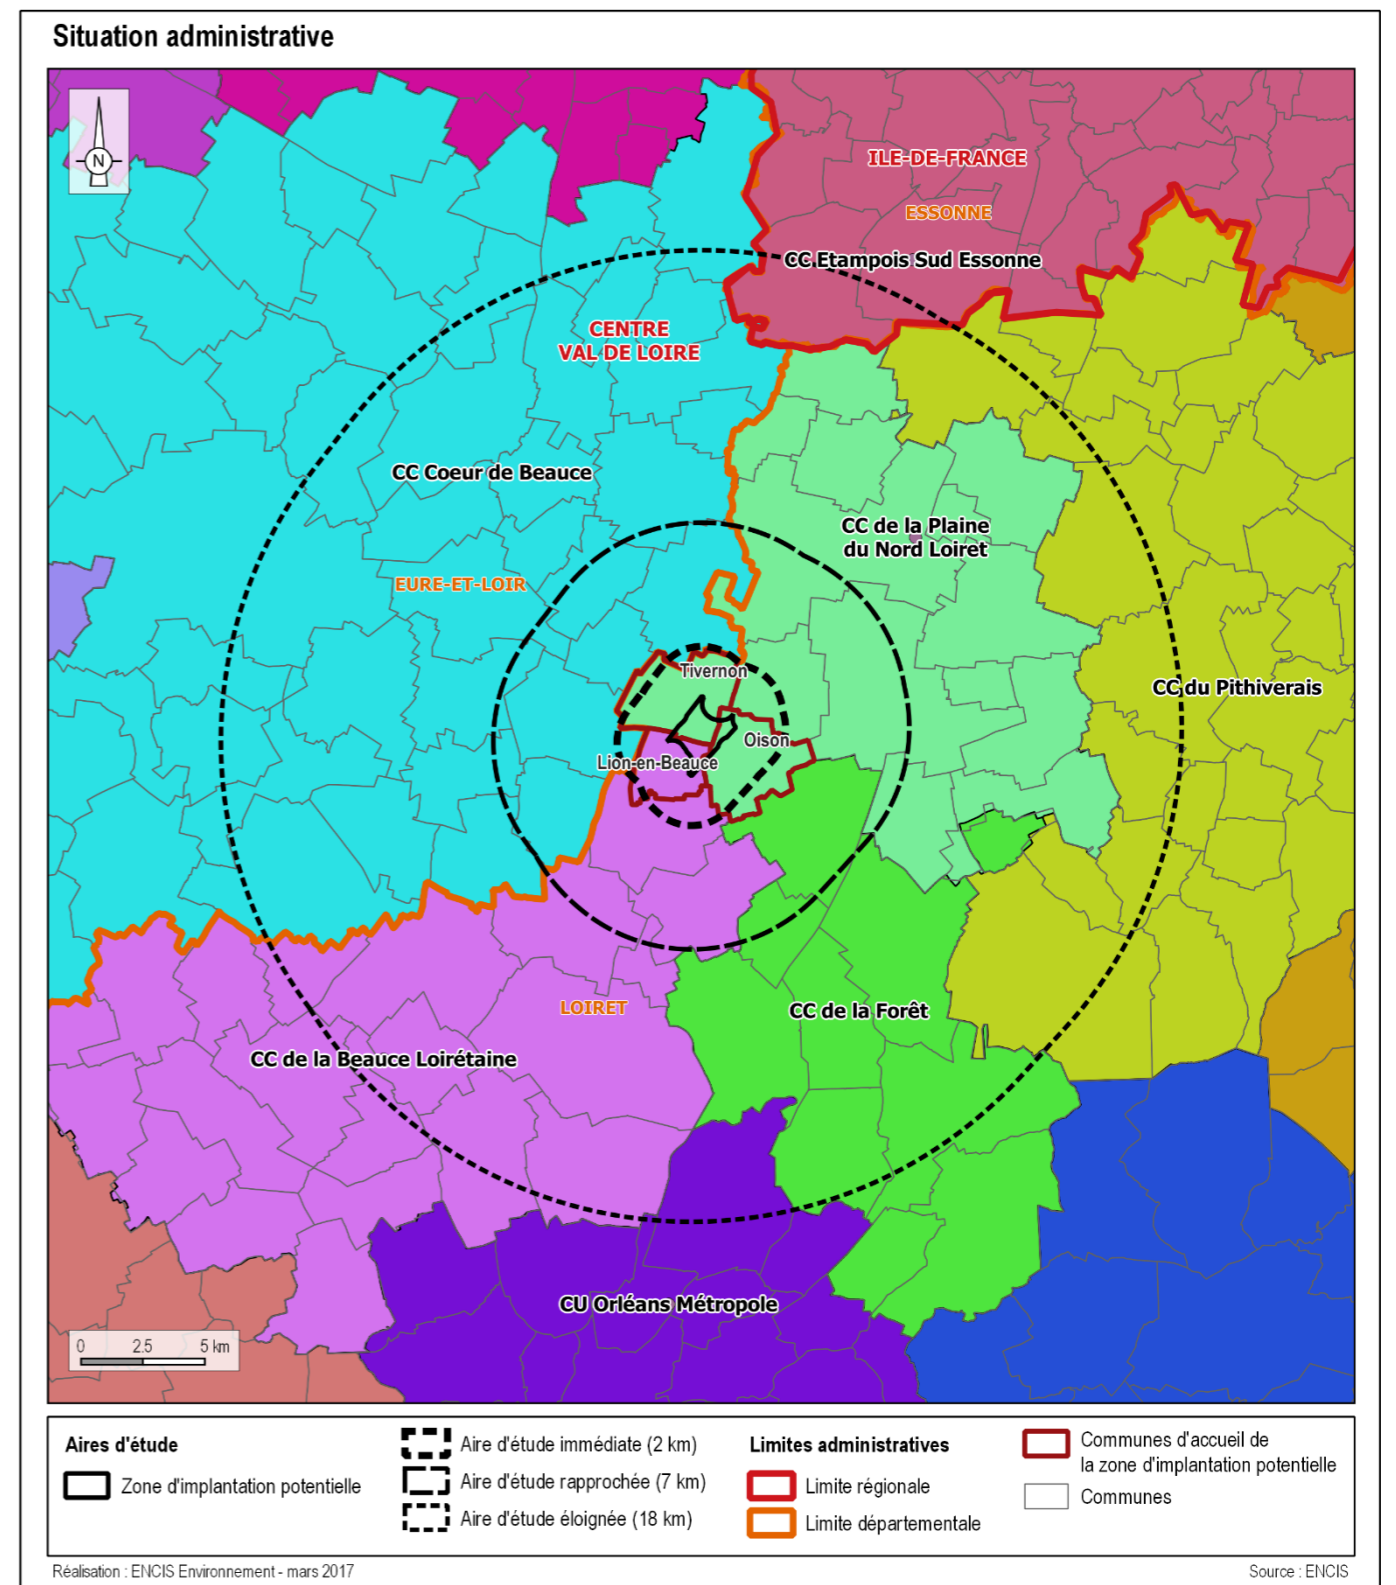 Situation administrative
N
ILE-DE-FRANCE
ESSONNE
CC Etampois Sud Essonne
CENTRE
VAL DE LOIRE
CC Coeur de Beauce
CC de la Plaine
du Nord Loiret
EURE-ET-LOIR
Tivernon
CC du Pithiverais
Oison
Lion-en-Beauce
LOIRET
CC de la Forêt
CC de la Beauce Loirétaine
CU Orléans Métropole
0 2.5 5 km
Aires d'étude
Zone d'implantation potentielle
Aire d'étude immédiate (2 km)
Aire d'étude rapprochée (7 km)
Aire d'étude éloignée (18 km)
Limites administratives
Limite régionale
Limite départementale
Communes d'accueil de
la zone d'implantation potentielle
Communes
Réalisation : ENCIS Environnement - mars 2017
Source : ENCIS